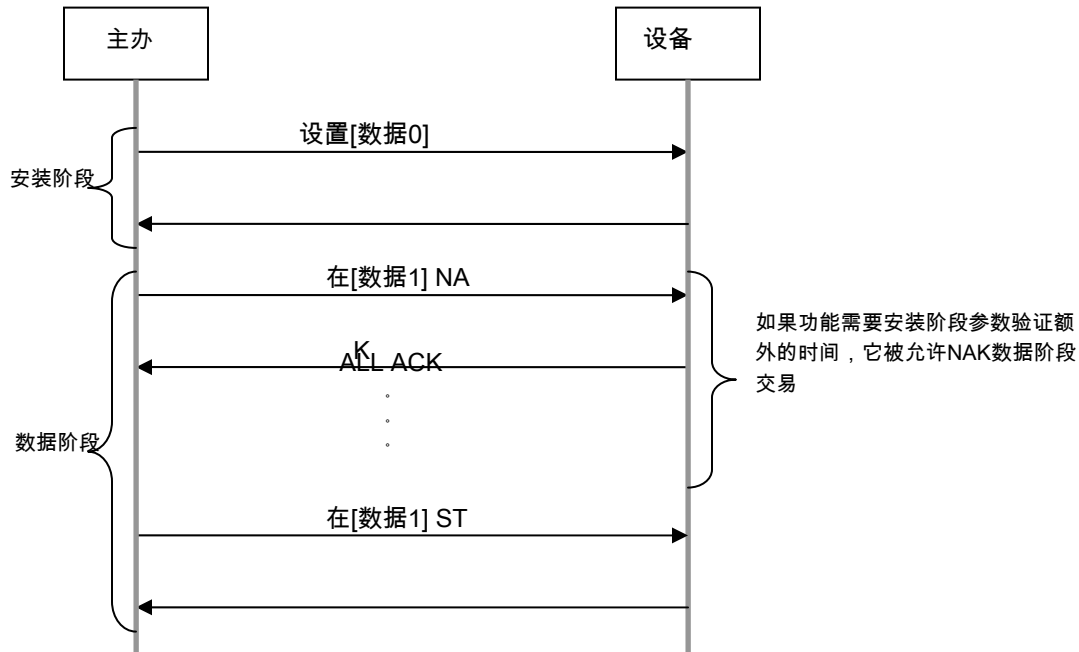 主办
设备
设置[数据0]
安装阶段
在[数据1] NA
K
ALL ACK
如果功能需要安装阶段参数验证额
外的时间，它被允许NAK数据阶段
交易
。
。
。
数据阶段
在[数据1] ST